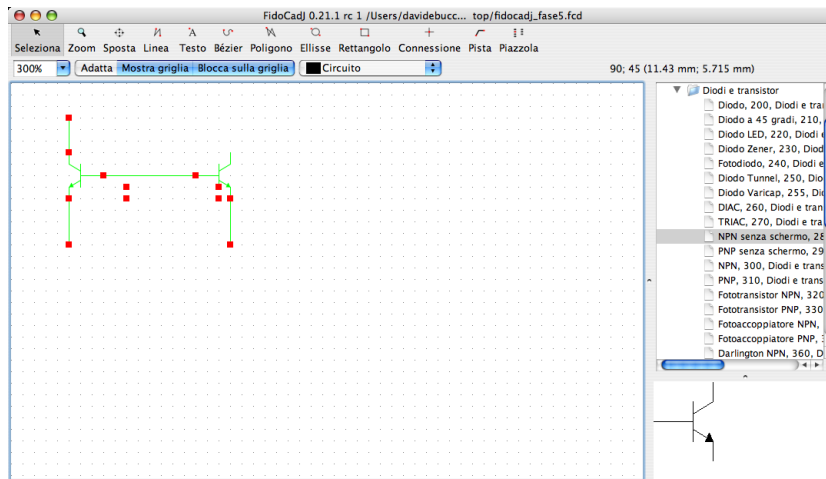 FidoCadJ 0.21.1 rc 1 /Users/davidebucc... top/fidocadj_fase5.fcd
Seleziona Zoom Sposta Linea Testo Bézier Poligono Ellisse Rettangolo Connessione Pista Piazzola
300% Adatta Mostra griglia Blocca sulla griglia Circuito 90; 45 (11.43 mm; 5.715 mm)
Diodi e transistor
Diodo, 200, Diodi e tra
Diodo a 45 gradi, 210,
Diodo LED, 220, Diodi
Diodo Zener, 230, Diod
Fotodiodo, 240, Diodi e
Diodo Tunnel, 250, Dio
Diodo Varicap, 255, Di
DIAC, 260, Diodi e tran
TRIAC, 270, Diodi e tra
NPN senza schermo, 28
PNP senza schermo, 29
NPN, 300, Diodi e trans
PNP, 310, Diodi e trans
Fototransistor NPN, 320
Fototransistor PNP, 330
Fotoaccoppiatore NPN,
Fotoaccoppiatore PNP, 3
Darlington NPN, 360, D